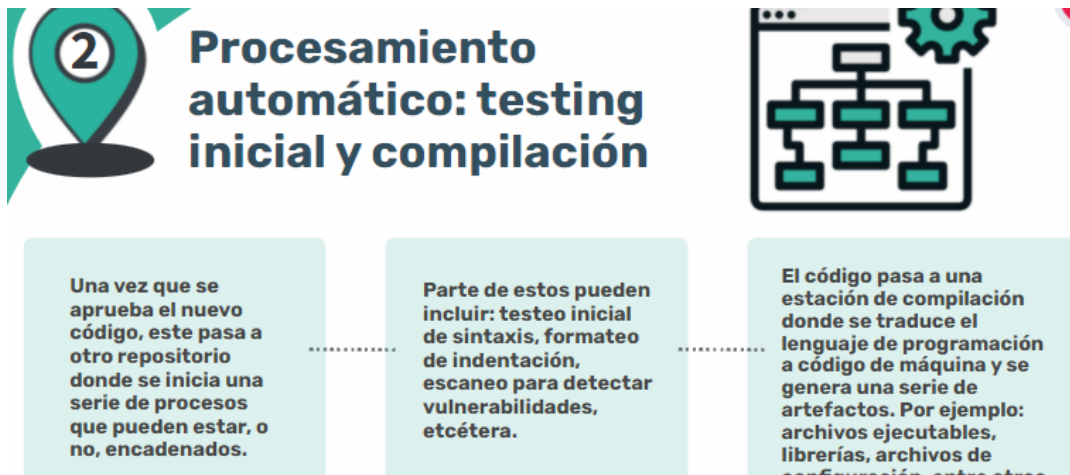 2
Procesamiento
automático: testing
inicial y compilación
Una vez que se
aprueba el nuevo
código, este pasa a
otro repositorio
donde se inicia una
serie de procesos
que pueden estar, o
no, encadenados.
Parte de estos pueden
incluir: testeo inicial
de sintaxis, formateo
de indentación,
escaneo para detectar
vulnerabilidades,
etcétera.
El código pasa a una
estación de compilación
donde se traduce el
lenguaje de programación
a código de máquina y se
genera una serie de
artefactos. Por ejemplo:
archivos ejecutables,
librerías, archivos de
configuración, entre otros